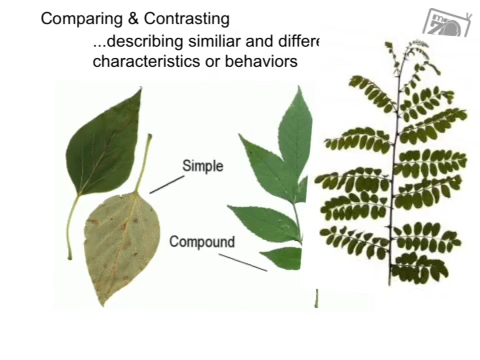 Comparing & Contrasting
...describing similiar and differe
characteristics or behaviors
Simple
Compound